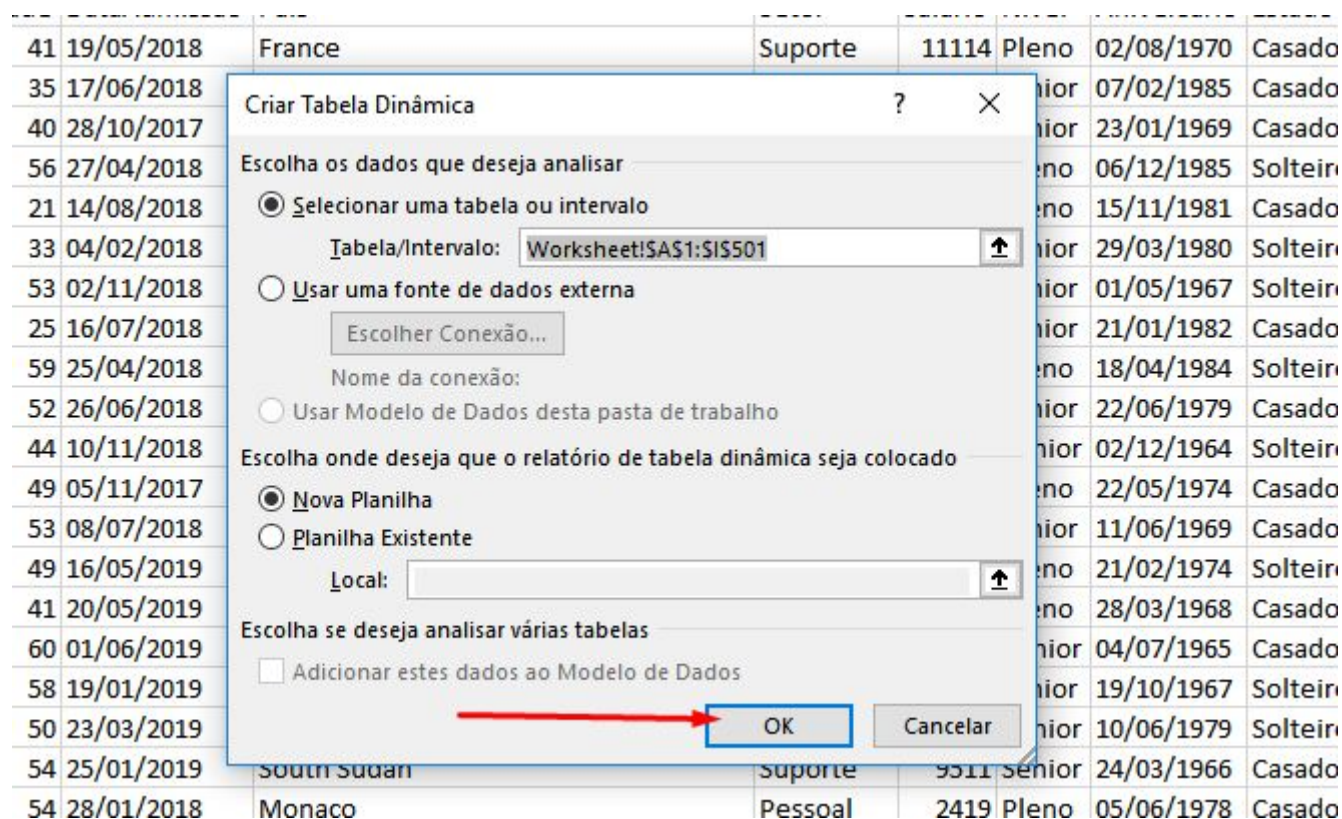 41 19/05/2018 France Suporte 11114 Pleno 02/08/1970 Casado
35 17/06/2018 07/02/1985 Casado
Criar Tabela Dinâmica ? ×
40 28/10/2017 23/01/1969 Casado
56 27/04/2018 06/12/1985
Escolha os dados que deseja analisar
21 14/08/2018 15/11/1981 Casado
Selecionar uma tabela ou intervalo
33 04/02/2018 29/03/1980
Tabela/Intervalo: Worksheet!$A$1:$I$501
53 02/11/2018 01/05/1967
Usar uma fonte de dados externa
25 16/07/2018 21/01/1982 Casado
Escolher Conexão...
59 25/04/2018 18/04/1984
Nome da conexão:
52 26/06/2018 22/06/1979 Casado
Usar Modelo de Dados desta pasta de trabalho
44 10/11/2018 02/12/1964
Escolha onde deseja que o relatório de tabela dinâmica seja colocado
49 05/11/2017 22/05/1974 Casado
Nova Planilha
53 08/07/2018 11/06/1969 Casado
Planilha Existente
49 16/05/2019 21/02/1974
Local:
41 20/05/2019 28/03/1968 Casado
Escolha se deseja analisar várias tabelas
60 01/06/2019 04/07/1965 Casado
Adicionar estes dados ao Modelo de Dados
58 19/01/2019 19/10/1967
50 23/03/2019 10/06/1979
OK Cancelar
54 25/01/2019 South Sudan Suporte 9511 Senior 24/03/1966 Casado
54 28/01/2018 Monaco Pessoal 2419 Pleno 05/06/1978 Casado